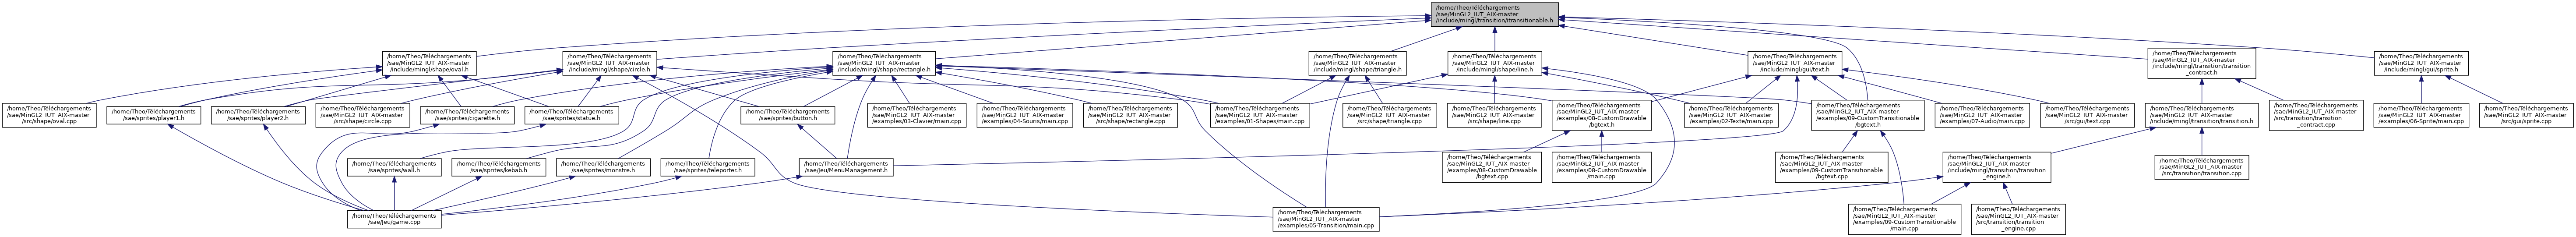 /home/Theo/Téléchargements
/sae/MinGL2_IUT_AIX-master
/include/mingl/transition/itransitionable.h
/home/Theo/Téléchargements
/sae/MinGL2_IUT_AIX-master
/include/mingl/shape/oval.h
/home/Theo/Téléchargements
/sae/MinGL2_IUT_AIX-master
/include/mingl/shape/circle.h
/home/Theo/Téléchargements
/sae/MinGL2_IUT_AIX-master
/include/mingl/shape/rectangle.h
/home/Theo/Téléchargements
/sae/MinGL2_IUT_AIX-master
/include/mingl/shape/triangle.h
/home/Theo/Téléchargements
/sae/MinGL2_IUT_AIX-master
/include/mingl/shape/line.h
/home/Theo/Téléchargements
/sae/MinGL2_IUT_AIX-master
/include/mingl/gui/text.h
/home/Theo/Téléchargements
/sae/MinGL2_IUT_AIX-master
/include/mingl/transition/transition
_contract.h
/home/Theo/Téléchargements
/sae/MinGL2_IUT_AIX-master
/include/mingl/gui/sprite.h
/home/Theo/Téléchargements
/sae/MinGL2_IUT_AIX-master
/src/shape/oval.cpp
/home/Theo/Téléchargements
/sae/sprites/player1.h
/home/Theo/Téléchargements
/sae/sprites/player2.h
/home/Theo/Téléchargements
/sae/MinGL2_IUT_AIX-master
/src/shape/circle.cpp
/home/Theo/Téléchargements
/sae/sprites/cigarette.h
/home/Theo/Téléchargements
/sae/sprites/statue.h
/home/Theo/Téléchargements
/sae/sprites/button.h
/home/Theo/Téléchargements
/sae/MinGL2_IUT_AIX-master
/examples/03-Clavier/main.cpp
/home/Theo/Téléchargements
/sae/MinGL2_IUT_AIX-master
/examples/04-Souris/main.cpp
/home/Theo/Téléchargements
/sae/MinGL2_IUT_AIX-master
/src/shape/rectangle.cpp
/home/Theo/Téléchargements
/sae/MinGL2_IUT_AIX-master
/examples/01-Shapes/main.cpp
/home/Theo/Téléchargements
/sae/MinGL2_IUT_AIX-master
/src/shape/triangle.cpp
/home/Theo/Téléchargements
/sae/MinGL2_IUT_AIX-master
/src/shape/line.cpp
/home/Theo/Téléchargements
/sae/MinGL2_IUT_AIX-master
/examples/08-CustomDrawable
/bgtext.h
/home/Theo/Téléchargements
/sae/MinGL2_IUT_AIX-master
/examples/02-Texte/main.cpp
/home/Theo/Téléchargements
/sae/MinGL2_IUT_AIX-master
/examples/09-CustomTransitionable
/bgtext.h
/home/Theo/Téléchargements
/sae/MinGL2_IUT_AIX-master
/examples/07-Audio/main.cpp
/home/Theo/Téléchargements
/sae/MinGL2_IUT_AIX-master
/src/gui/text.cpp
/home/Theo/Téléchargements
/sae/MinGL2_IUT_AIX-master
/include/mingl/transition/transition.h
/home/Theo/Téléchargements
/sae/MinGL2_IUT_AIX-master
/src/transition/transition
_contract.cpp
/home/Theo/Téléchargements
/sae/MinGL2_IUT_AIX-master
/examples/06-Sprite/main.cpp
/home/Theo/Téléchargements
/sae/MinGL2_IUT_AIX-master
/src/gui/sprite.cpp
/home/Theo/Téléchargements
/sae/sprites/wall.h
/home/Theo/Téléchargements
/sae/sprites/kebab.h
/home/Theo/Téléchargements
/sae/sprites/monstre.h
/home/Theo/Téléchargements
/sae/sprites/teleporter.h
/home/Theo/Téléchargements
/sae/Jeu/MenuManagement.h
/home/Theo/Téléchargements
/sae/MinGL2_IUT_AIX-master
/examples/08-CustomDrawable
/bgtext.cpp
/home/Theo/Téléchargements
/sae/MinGL2_IUT_AIX-master
/examples/08-CustomDrawable
/main.cpp
/home/Theo/Téléchargements
/sae/MinGL2_IUT_AIX-master
/examples/09-CustomTransitionable
/bgtext.cpp
/home/Theo/Téléchargements
/sae/MinGL2_IUT_AIX-master
/include/mingl/transition/transition
_engine.h
/home/Theo/Téléchargements
/sae/MinGL2_IUT_AIX-master
/src/transition/transition.cpp
/home/Theo/Téléchargements
/sae/Jeu/game.cpp
/home/Theo/Téléchargements
/sae/MinGL2_IUT_AIX-master
/examples/05-Transition/main.cpp
/home/Theo/Téléchargements
/sae/MinGL2_IUT_AIX-master
/examples/09-CustomTransitionable
/main.cpp
/home/Theo/Téléchargements
/sae/MinGL2_IUT_AIX-master
/src/transition/transition
_engine.cpp